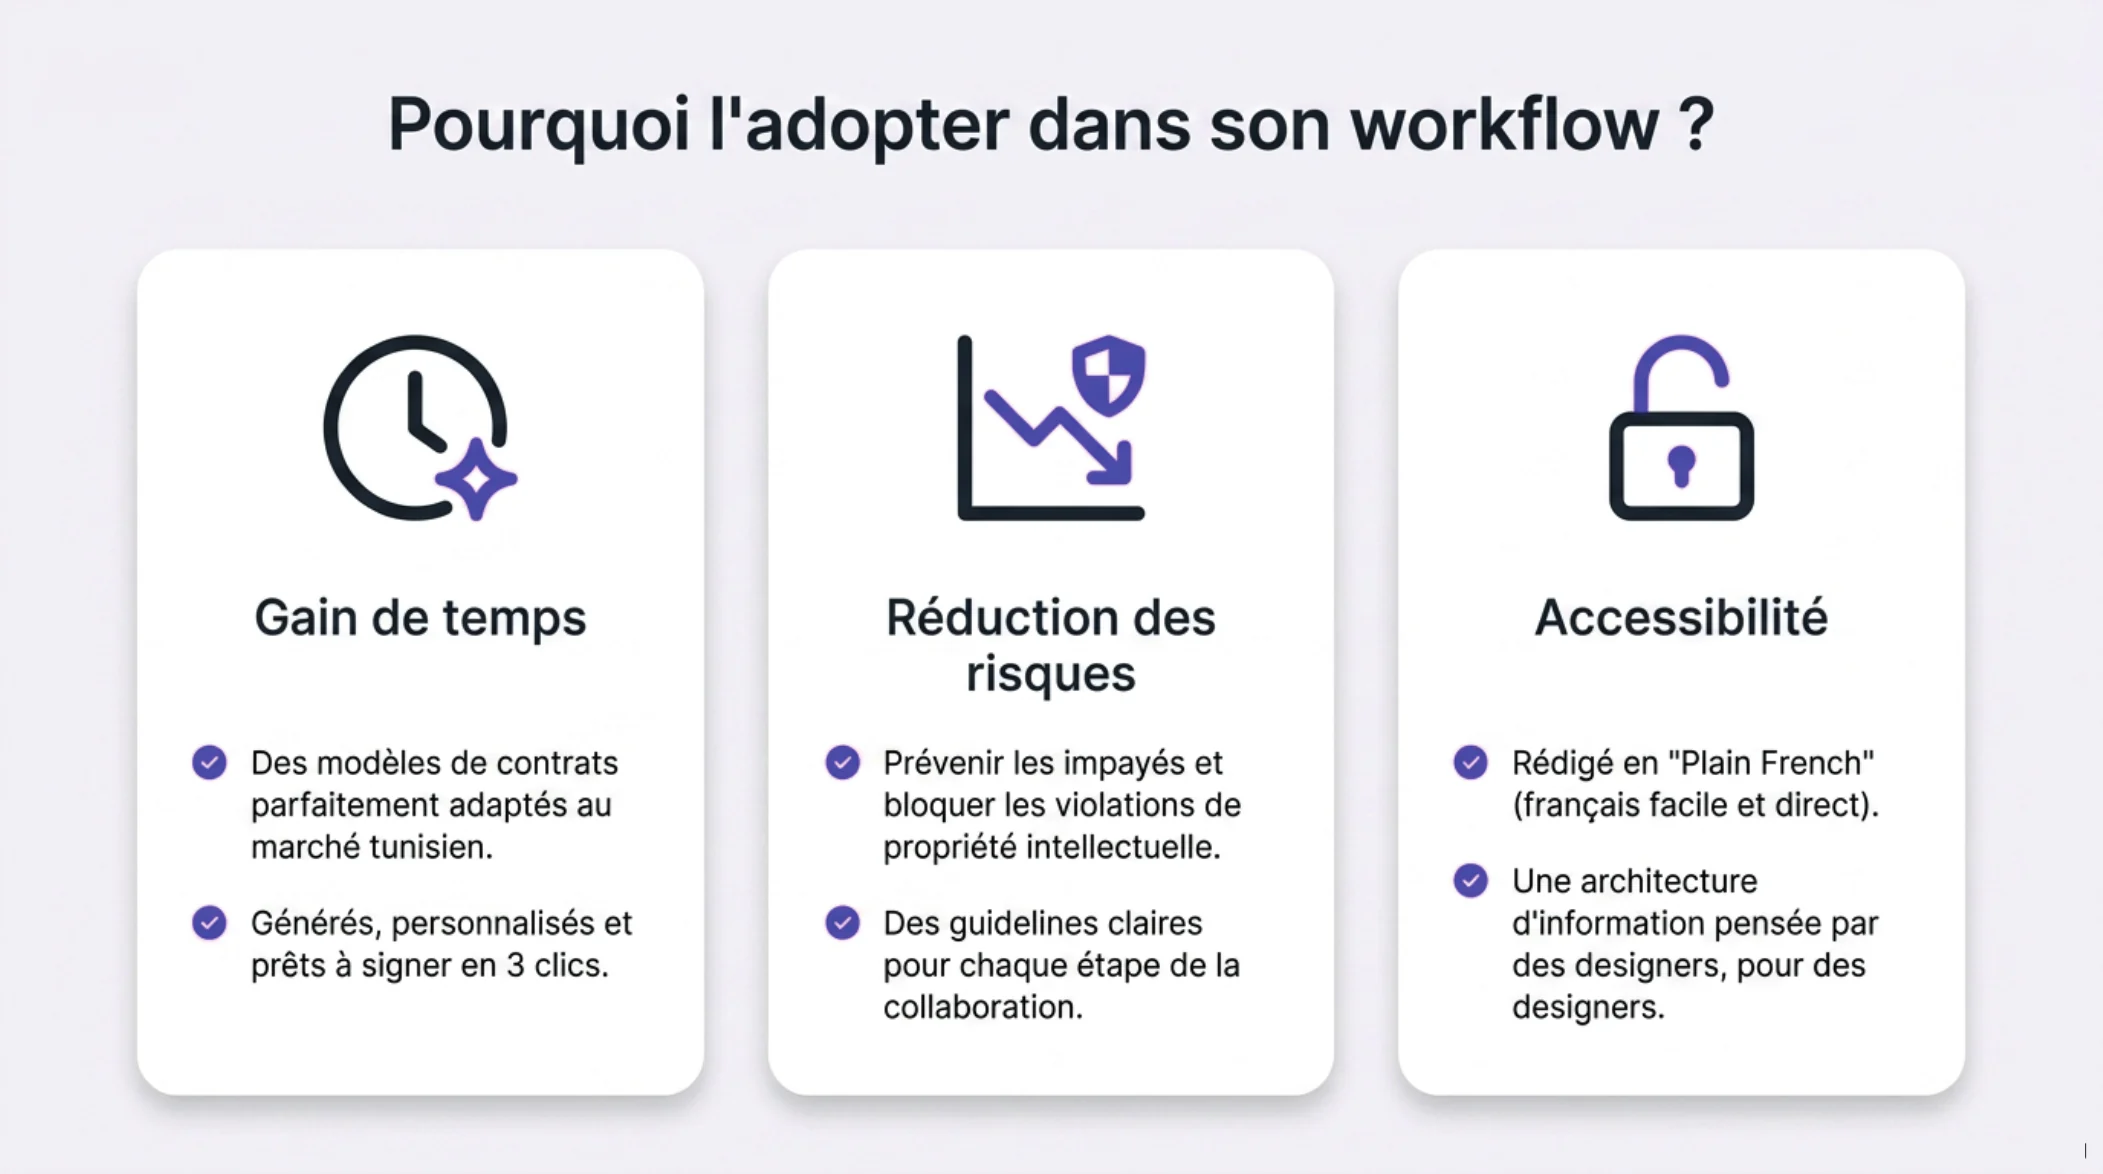 Pourquoi l'adopter dans son workflow ?
Gain de temps
Des modèles de contrats
parfaitement adaptés au
marché tunisien.
Générés, personnalisés et
prêts à signer en 3 clics.
Réduction des
risques
Prévenir les impayés et
bloquer les violations de
propriété intellectuelle.
Des guidelines claires
pour chaque étape de la
collaboration.
Accessibilité
Rédigé en "Plain French"
(français facile et direct).
Une architecture
d'information pensée par
des designers, pour des
designers.